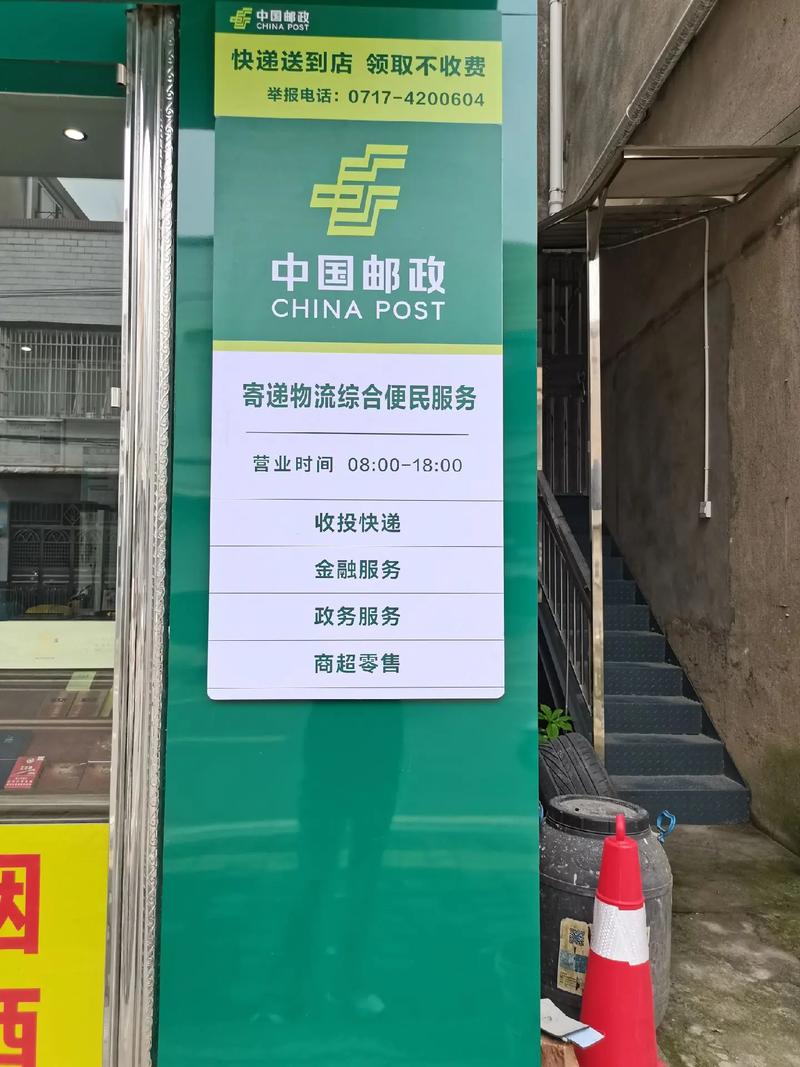 中国邮政
CHINA POST
快递送到店 领取不收费
举报电话：0717-4200604
中国邮政
CHINA POST
寄递物流综合便民服务
营业时间 08:00-18:00
收投快递
金融服务
政务服务
商超零售
烟
酒